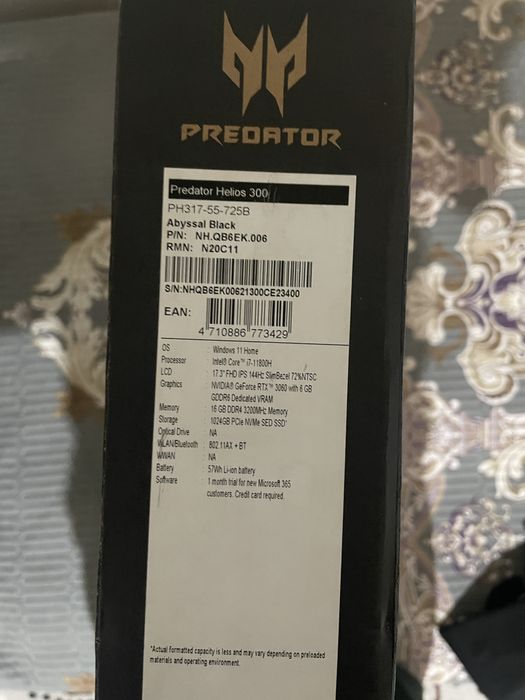 PREDATOR
Predator Helios 300
PH317-55-725B
Abyssal Black
P/N: NH.QB6EK.006
RMN: N20C11
S/N:NHQB6EK00621300CE23400
EAN:
4 710886 773429
OS : Windows 11 Home
Processor : Intel® Core™ i7-11800H
LCD : 17.3" FHD IPS 144Hz SlimBezel 72%NTSC
Graphics : NVIDIA® GeForce RTX™ 3060 with 6 GB
GDDR6 Dedicated VRAM
Memory : 16 GB DDR4 3200MHz Memory
Storage : 1024GB PCIe NVMe SED SSD*
Optical Drive : NA
WLAN/Bluetooth : 802.11AX + BT
WWAN : NA
Battery : 57Wh Li-ion battery
Software : 1 month trial for new Microsoft 365
customers. Credit card required.
*Actual formatted capacity is less and may vary depending on preloaded
materials and operating environment.